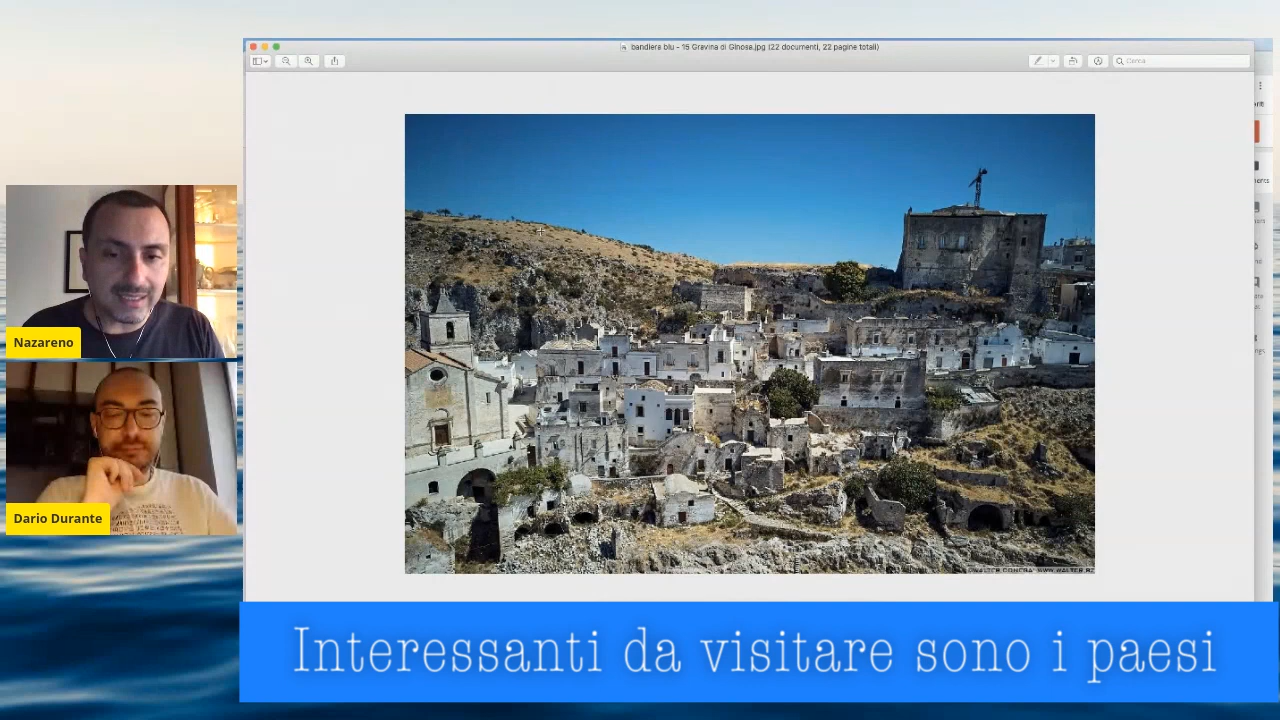 bandiera blu - 15 Gravina di Ginosa.jpg (22 documenti, 22 pagine totali)
Cerca
Nazareno
Dario Durante
Interessanti da visitare sono i paesi